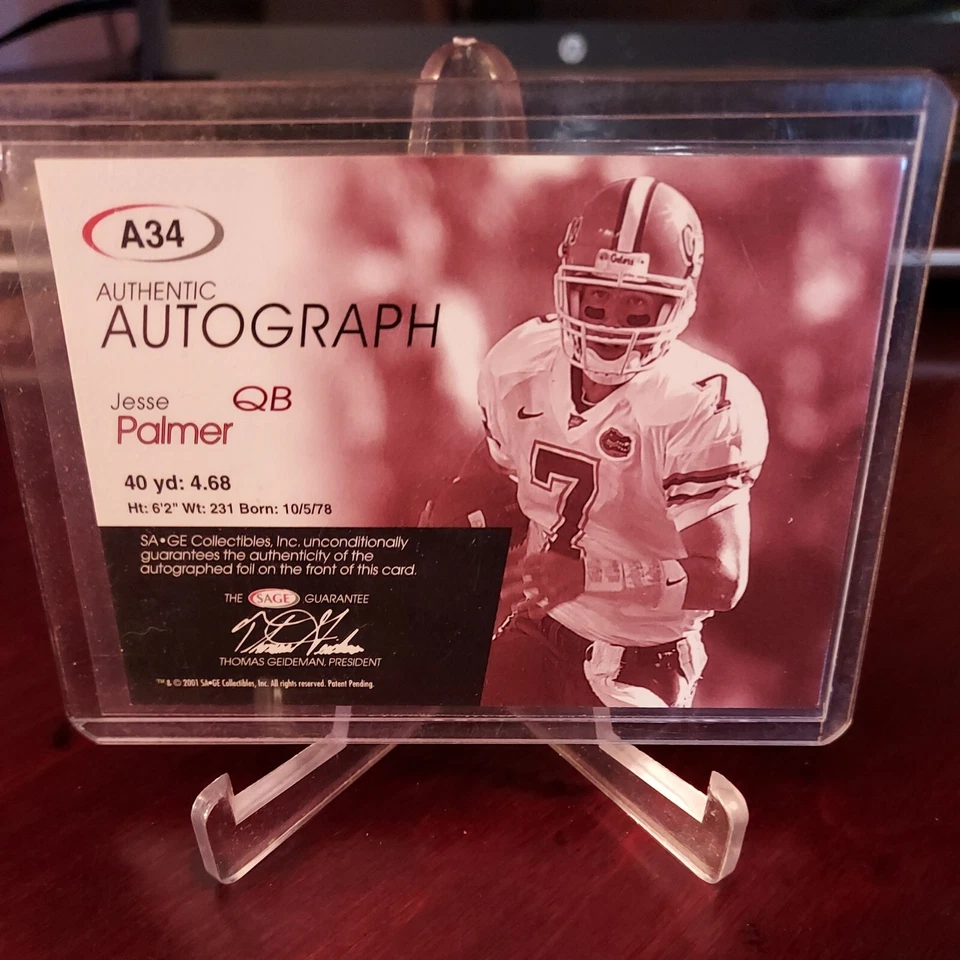 A34
AUTHENTIC
AUTOGRAPH
Jesse QB
Palmer
40 yd: 4.68
Ht: 6'2" Wt: 231 Born: 10/5/78
SA•GE Collectibles, Inc. unconditionally
guarantees the authenticity of the
autographed foil on the front of this card.
THE SAGE GUARANTEE
THOMAS GEIDEMAN, PRESIDENT
™ & © 2001 SA•GE Collectibles, Inc. All rights reserved. Patent Pending.
Gators
7
7